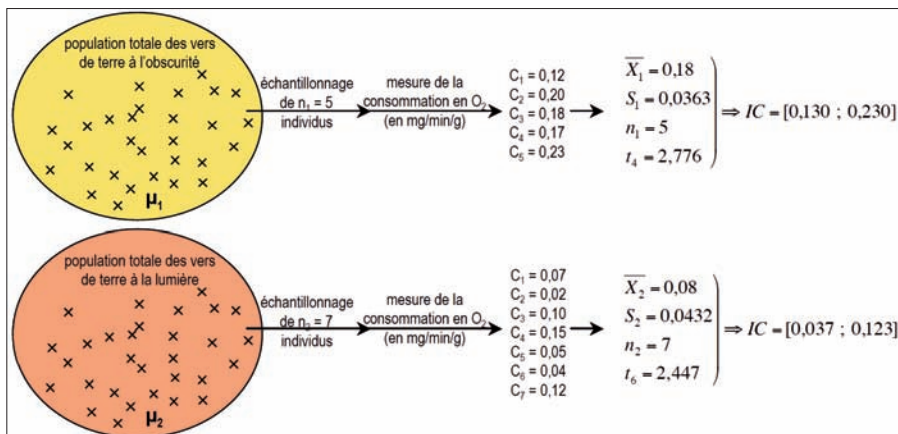 population totale des vers
de terre à l'obscurité
μ₁
échantillonnage
de n₁ = 5
individus
mesure de la
consommation en O₂
(en mg/min/g)
C₁ = 0,12
C₂ = 0,20
C₃ = 0,18
C₄ = 0,17
C₅ = 0,23
X̅₁ = 0,18
S₁ = 0,0363
n₁ = 5
t₄ = 2,776
⇒ IC = [0,130 ; 0,230]
population totale des vers
de terre à la lumière
μ₂
échantillonnage
de n₂ = 7
individus
mesure de la
consommation en O₂
(en mg/min/g)
C₁ = 0,07
C₂ = 0,02
C₃ = 0,10
C₄ = 0,15
C₅ = 0,05
C₆ = 0,04
C₇ = 0,12
X̅₂ = 0,08
S₂ = 0,0432
n₂ = 7
t₆ = 2,447
⇒ IC = [0,037 ; 0,123]